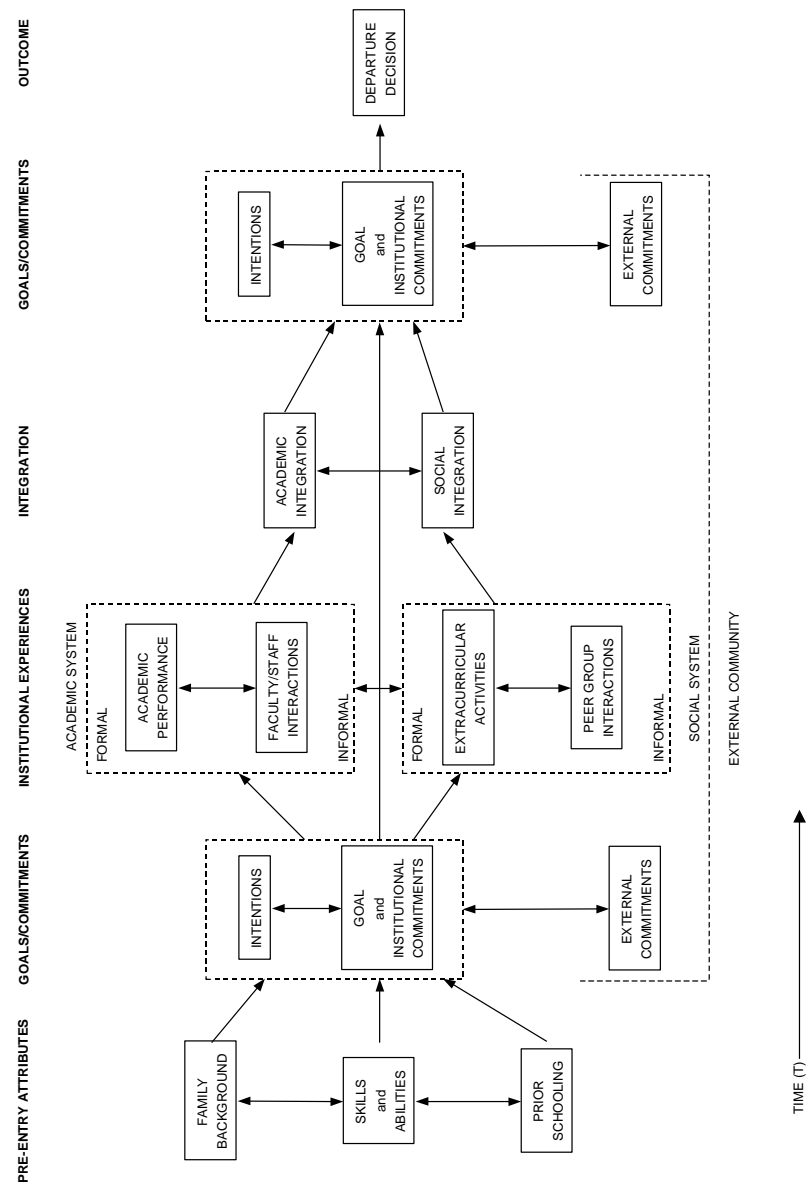 PRE-ENTRY ATTRIBUTES
GOALS/COMMITMENTS
INSTITUTIONAL EXPERIENCES
INTEGRATION
GOALS/COMMITMENTS
OUTCOME
FAMILY
BACKGROUND
SKILLS
and
ABILITIES
PRIOR
SCHOOLING
INTENTIONS
GOAL
and
INSTITUTIONAL
COMMITMENTS
EXTERNAL
COMMITMENTS
ACADEMIC SYSTEM
FORMAL
ACADEMIC
PERFORMANCE
FACULTY/STAFF
INTERACTIONS
INFORMAL
FORMAL
EXTRACURRICULAR
ACTIVITIES
PEER GROUP
INTERACTIONS
INFORMAL
SOCIAL SYSTEM
EXTERNAL COMMUNITY
ACADEMIC
INTEGRATION
SOCIAL
INTEGRATION
INTENTIONS
GOAL
and
INSTITUTIONAL
COMMITMENTS
EXTERNAL
COMMITMENTS
DEPARTURE
DECISION
TIME (T)